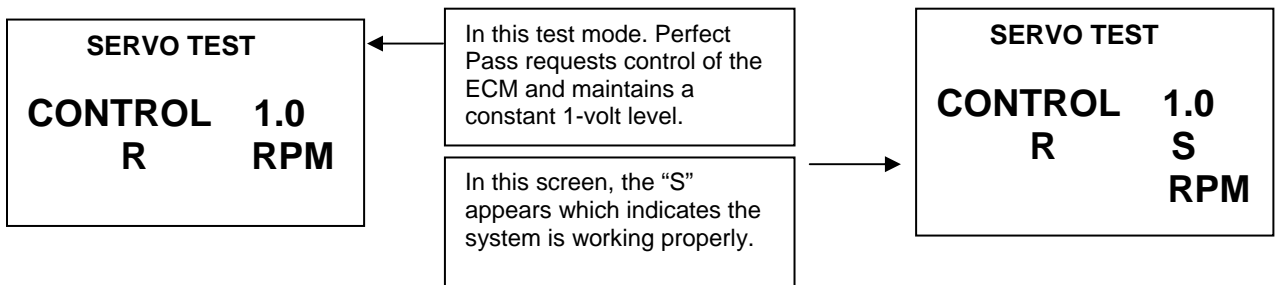 SERVO TEST
CONTROL 1.0
R RPM
In this test mode. Perfect
Pass requests control of the
ECM and maintains a
constant 1-volt level.
In this screen, the “S”
appears which indicates the
system is working properly.
SERVO TEST
CONTROL 1.0
R S
RPM